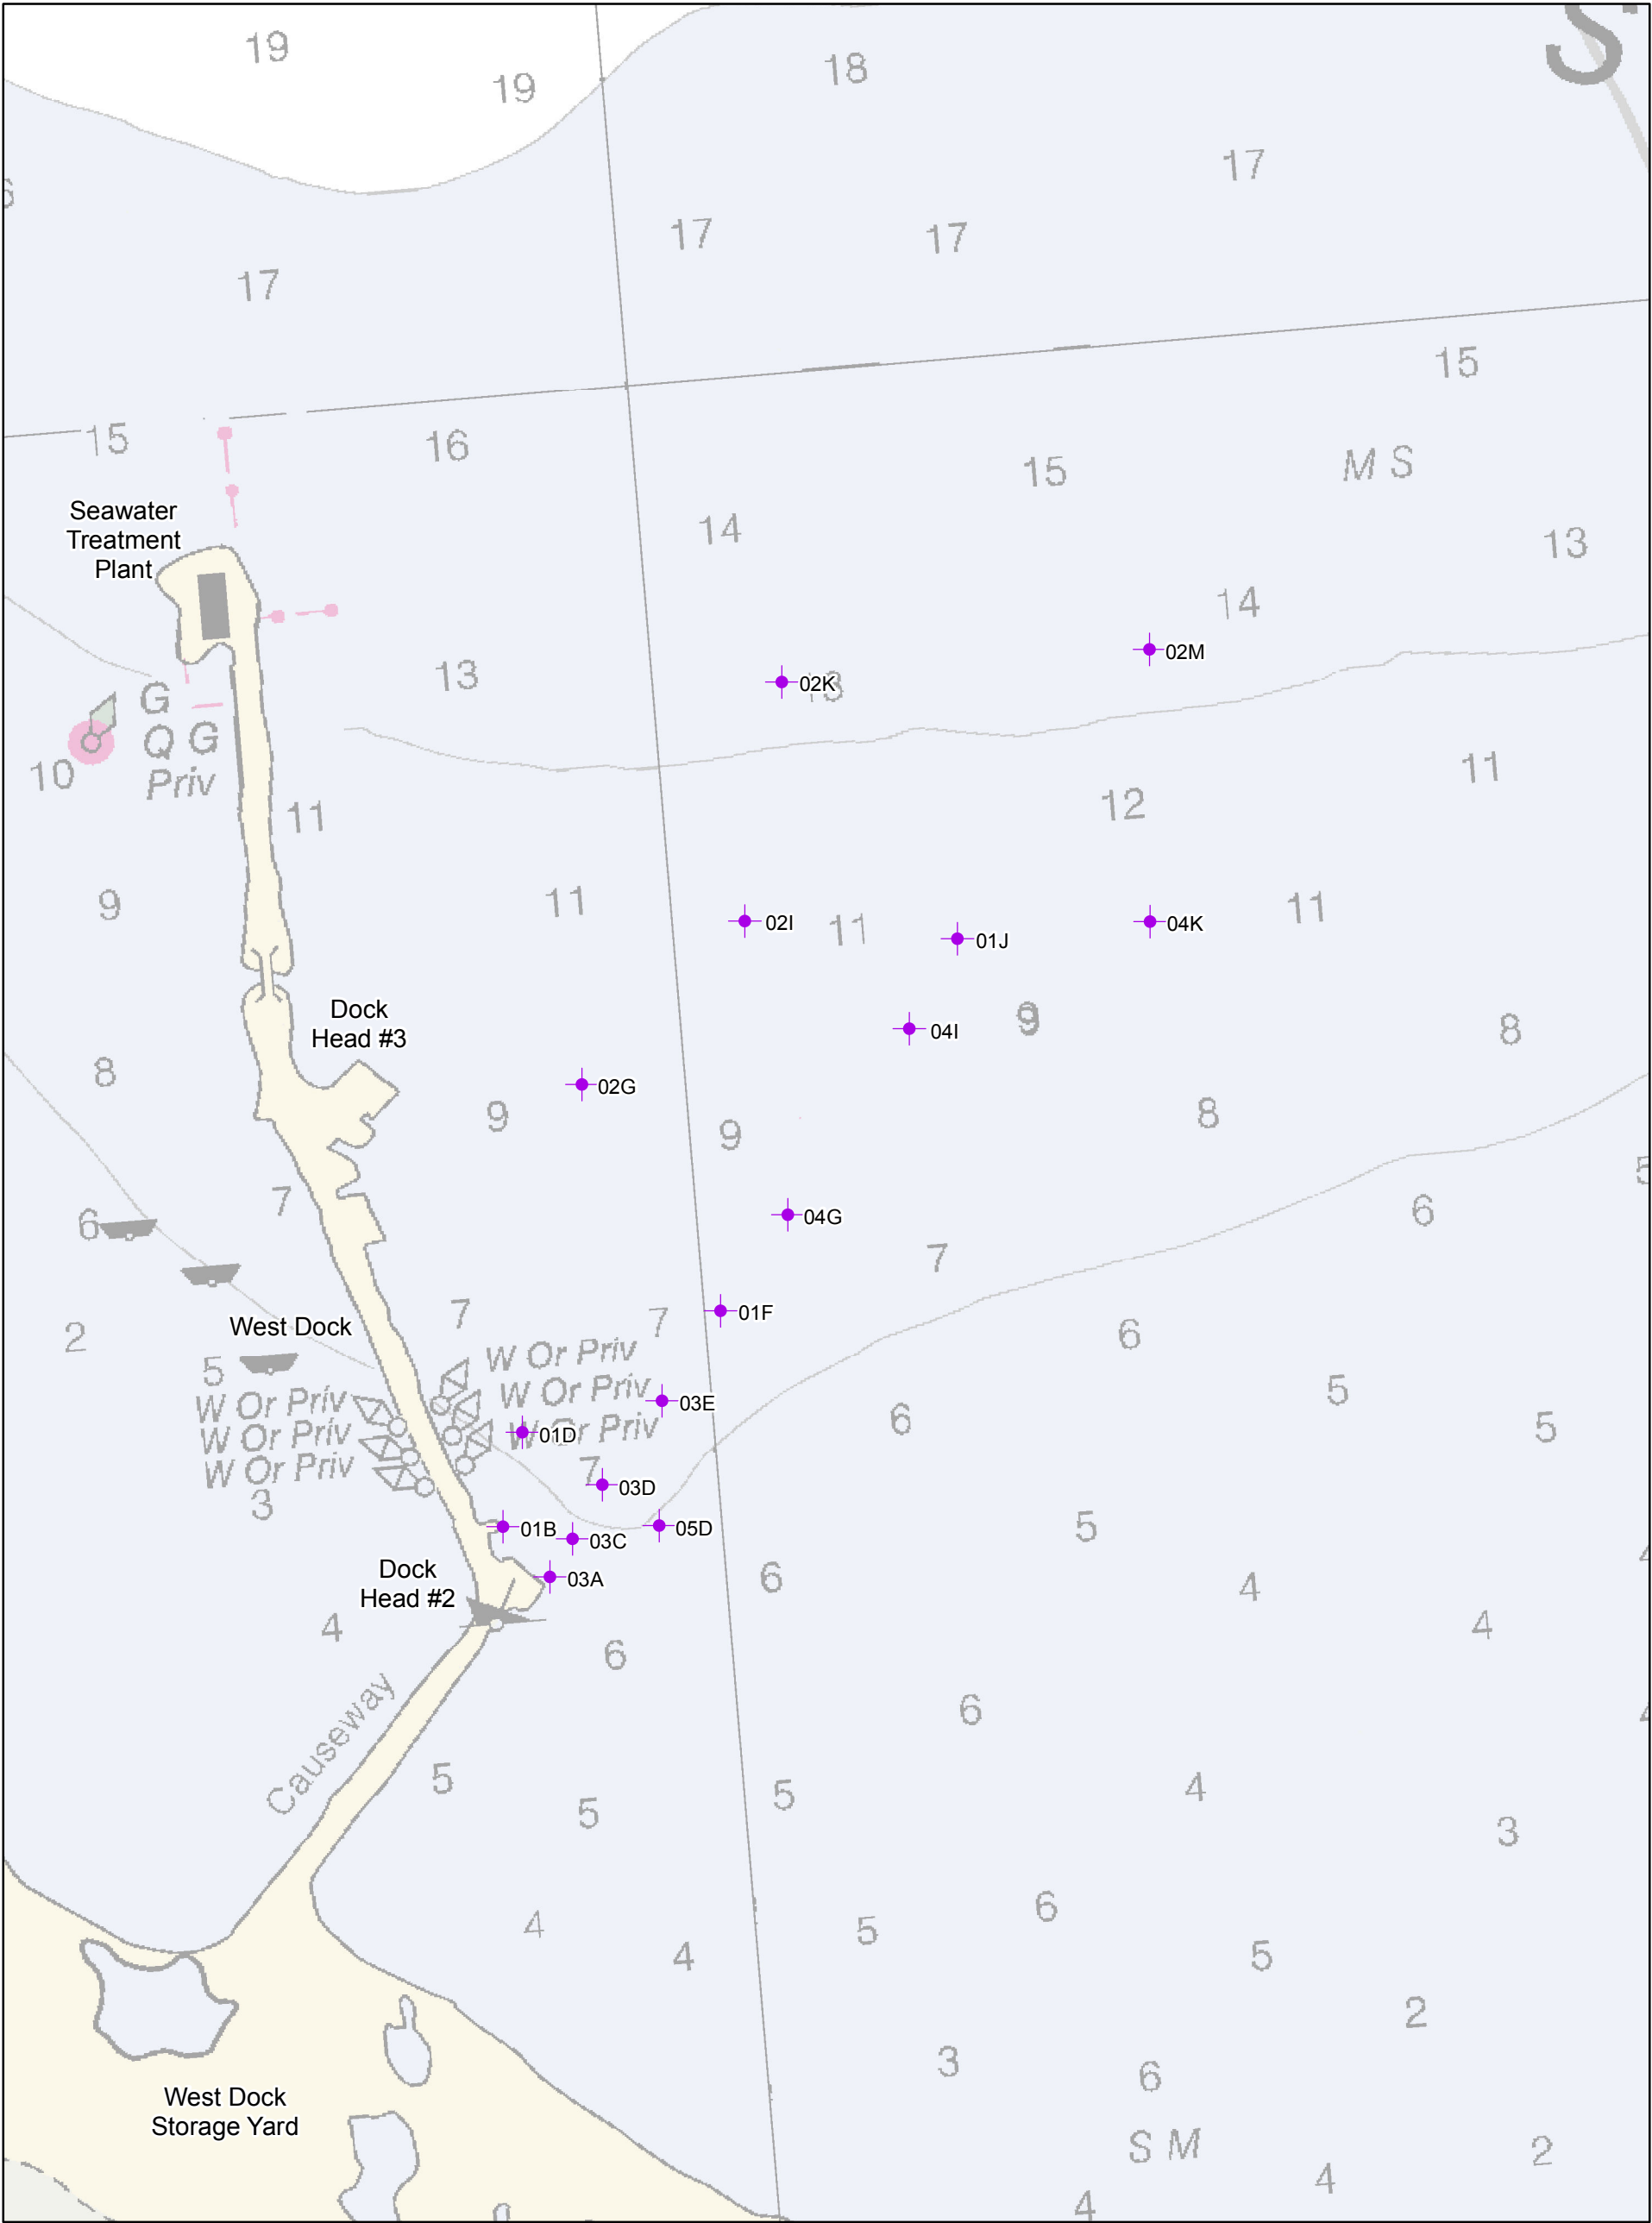 19
19
18
S
17
17
17
17
15
15
16
15
M S
14
13
Seawater
Treatment
Plant
14
02M
13
02K
13
G
Q G
Priv
10
11
11
12
9
11
02I
11
01J
04K
11
Dock
Head #3
04I
9
8
8
02G
9
9
8
7
6
04G
6
7
7
7
01F
West Dock
2
6
5
W Or Priv
W Or Priv
W Or Priv
W Or Priv
W Or Priv
W Or Priv
03E
01D
5
6
5
7
03D
3
01B
03C
05D
5
Dock
Head #2
03A
6
4
4
4
6
6
Causeway
5
5
5
4
3
4
4
5
6
5
2
3
6
West Dock
Storage Yard
S M
2
4
4